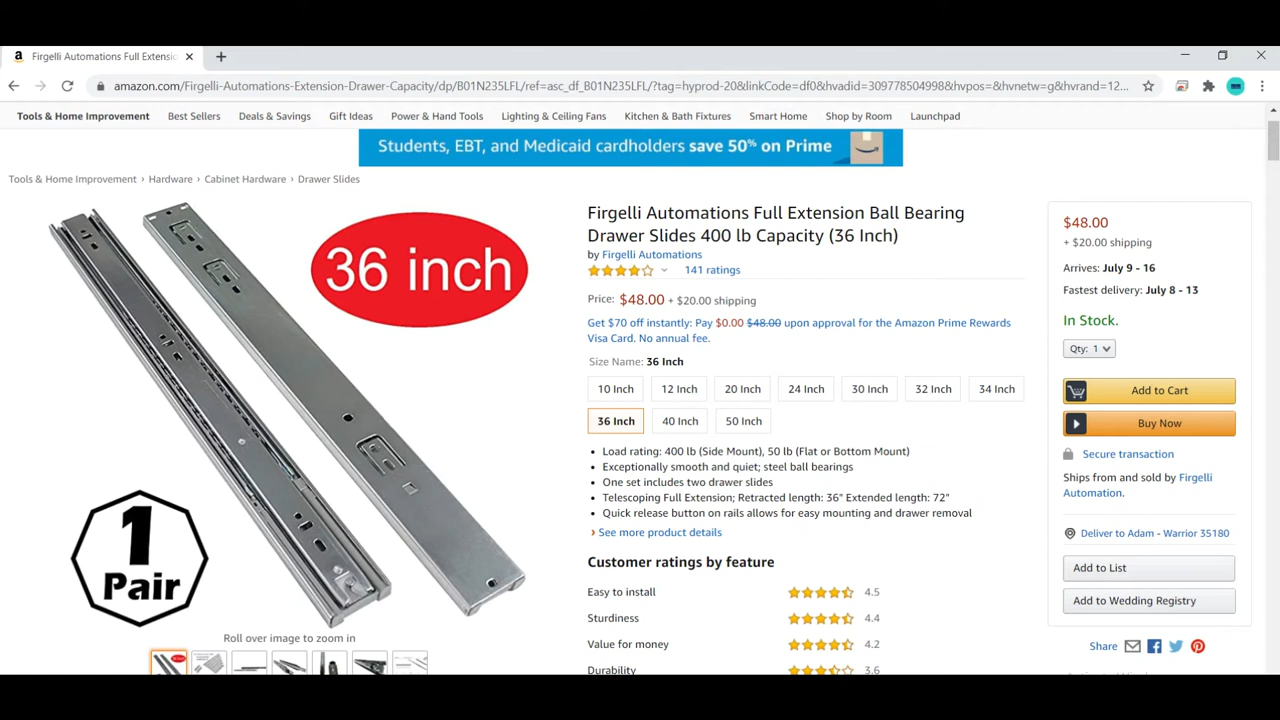 Firgelli Automations Full Extensio
amazon.com/Firgelli-Automations-Extension-Drawer-Capacity/dp/B01N235LFL/ref=asc_df_B01N235LFL/?tag=hyprod-20&linkCode=df0&hvadid=309778504998&hvpos=&hvnetw=g&hvrand=12...
Tools & Home Improvement Best Sellers Deals & Savings Gift Ideas Power & Hand Tools Lighting & Ceiling Fans Kitchen & Bath Fixtures Smart Home Shop by Room Launchpad
Students, EBT, and Medicaid cardholders save 50% on Prime
Tools & Home Improvement › Hardware › Cabinet Hardware › Drawer Slides
36 inch
1
Pair
Roll over image to zoom in
Firgelli Automations Full Extension Ball Bearing
Drawer Slides 400 lb Capacity (36 Inch)
by Firgelli Automations
141 ratings
Price: $48.00 + $20.00 shipping
Get $70 off instantly: Pay $0.00 $48.00 upon approval for the Amazon Prime Rewards
Visa Card. No annual fee.
Size Name: 36 Inch
10 Inch 12 Inch 20 Inch 24 Inch 30 Inch 32 Inch 34 Inch
36 Inch 40 Inch 50 Inch
• Load rating: 400 lb (Side Mount), 50 lb (Flat or Bottom Mount)
• Exceptionally smooth and quiet; steel ball bearings
• One set includes two drawer slides
• Telescoping Full Extension; Retracted length: 36" Extended length: 72"
• Quick release button on rails allows for easy mounting and drawer removal
› See more product details
Customer ratings by feature
Easy to install 4.5
Sturdiness 4.4
Value for money 4.2
Durability 3.6
$48.00
+ $20.00 shipping
Arrives: July 9 - 16
Fastest delivery: July 8 - 13
In Stock.
Qty: 1
Add to Cart
Buy Now
Secure transaction
Ships from and sold by Firgelli
Automation.
Deliver to Adam - Warrior 35180
Add to List
Add to Wedding Registry
Share